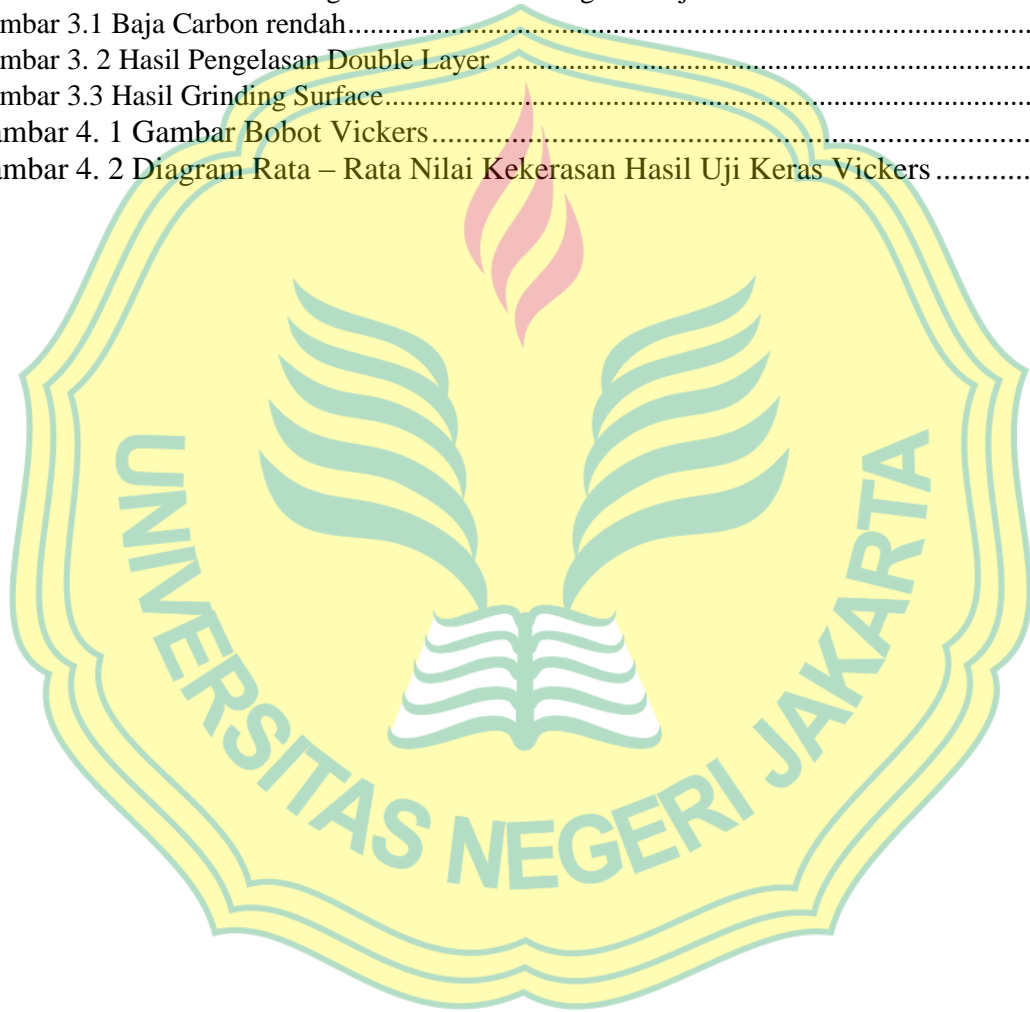 mbar 3.1 Baja Carbon rendah
mbar 3. 2 Hasil Pengelasan Double Layer
mbar 3.3 Hasil Grinding Surface
ambar 4. 1 Gambar Bobot Vickers
ambar 4. 2 Diagram Rata – Rata Nilai Kekerasan Hasil Uji Keras Vickers
UNIVERSITAS NEGERI JAKARTA